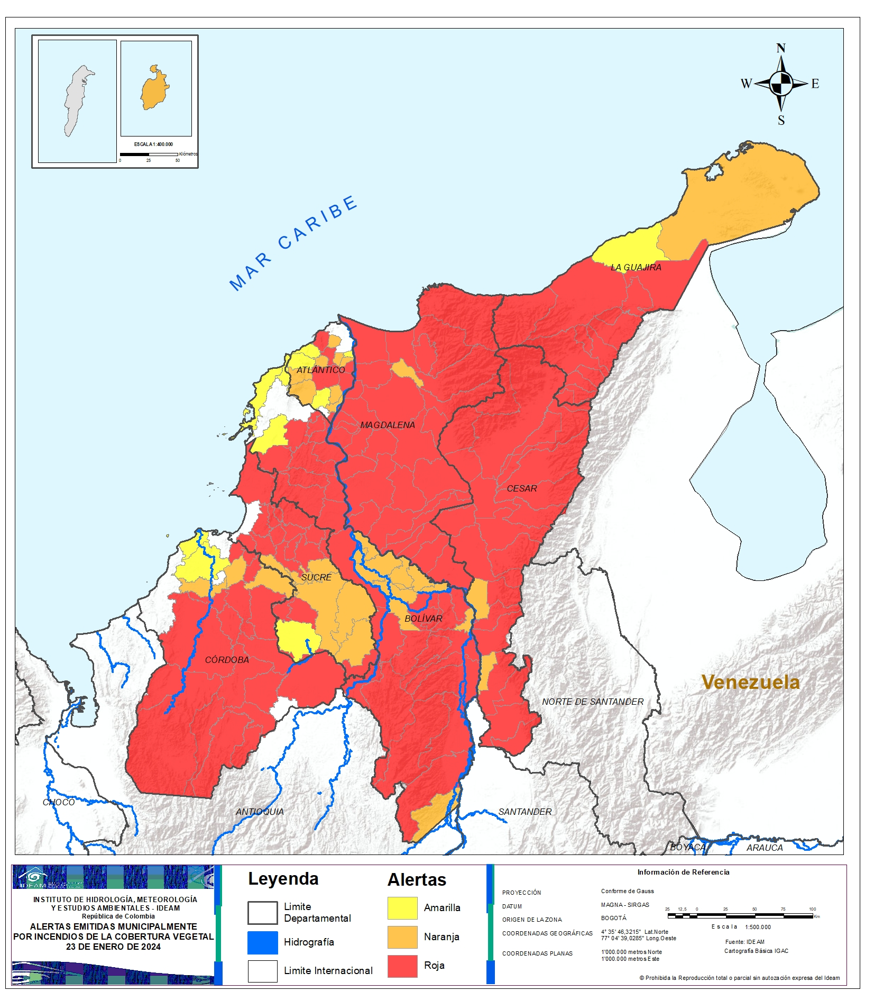 ESCALA 1:400.000
Kilómetros
0 25 50
N
W E
S
MAR CARIBE
LA GUAJIRA
ATLÁNTICO
MAGDALENA
CESAR
SUCRE
BOLÍVAR
CÓRDOBA
Venezuela
NORTE DE SANTANDER
CHOCÓ
ANTIOQUIA
SANTANDER
BOYACÁ
ARAUCA
IDEAM
INSTITUTO DE HIDROLOGÍA, METEOROLOGÍA
Y ESTUDIOS AMBIENTALES - IDEAM
República de Colombia
ALERTAS EMITIDAS MUNICIPALMENTE
POR INCENDIOS DE LA COBERTURA VEGETAL
23 DE ENERO DE 2024
Leyenda
Limite
Departamental
Hidrografía
Limite Internacional
Alertas
Amarilla
Naranja
Roja
Información de Referencia
PROYECCIÓN Conforme de Gauss
DATUM MAGNA - SIRGAS
ORIGEN DE LA ZONA BOGOTÁ
COORDENADAS GEOGRÁFICAS 4° 35' 46,3215" Lat.Norte
77° 04' 39,0285" Long.Oeste
COORDENADAS PLANAS 1'000.000 metros Norte
1'000.000 metros Este
25 12,5 0 25 50 75 100
Km
Escala 1:500.000
Fuente: IDEAM
Cartografía Básica IGAC
© Prohibida la Reproducción total o parcial sin autozación expresa del Ideam